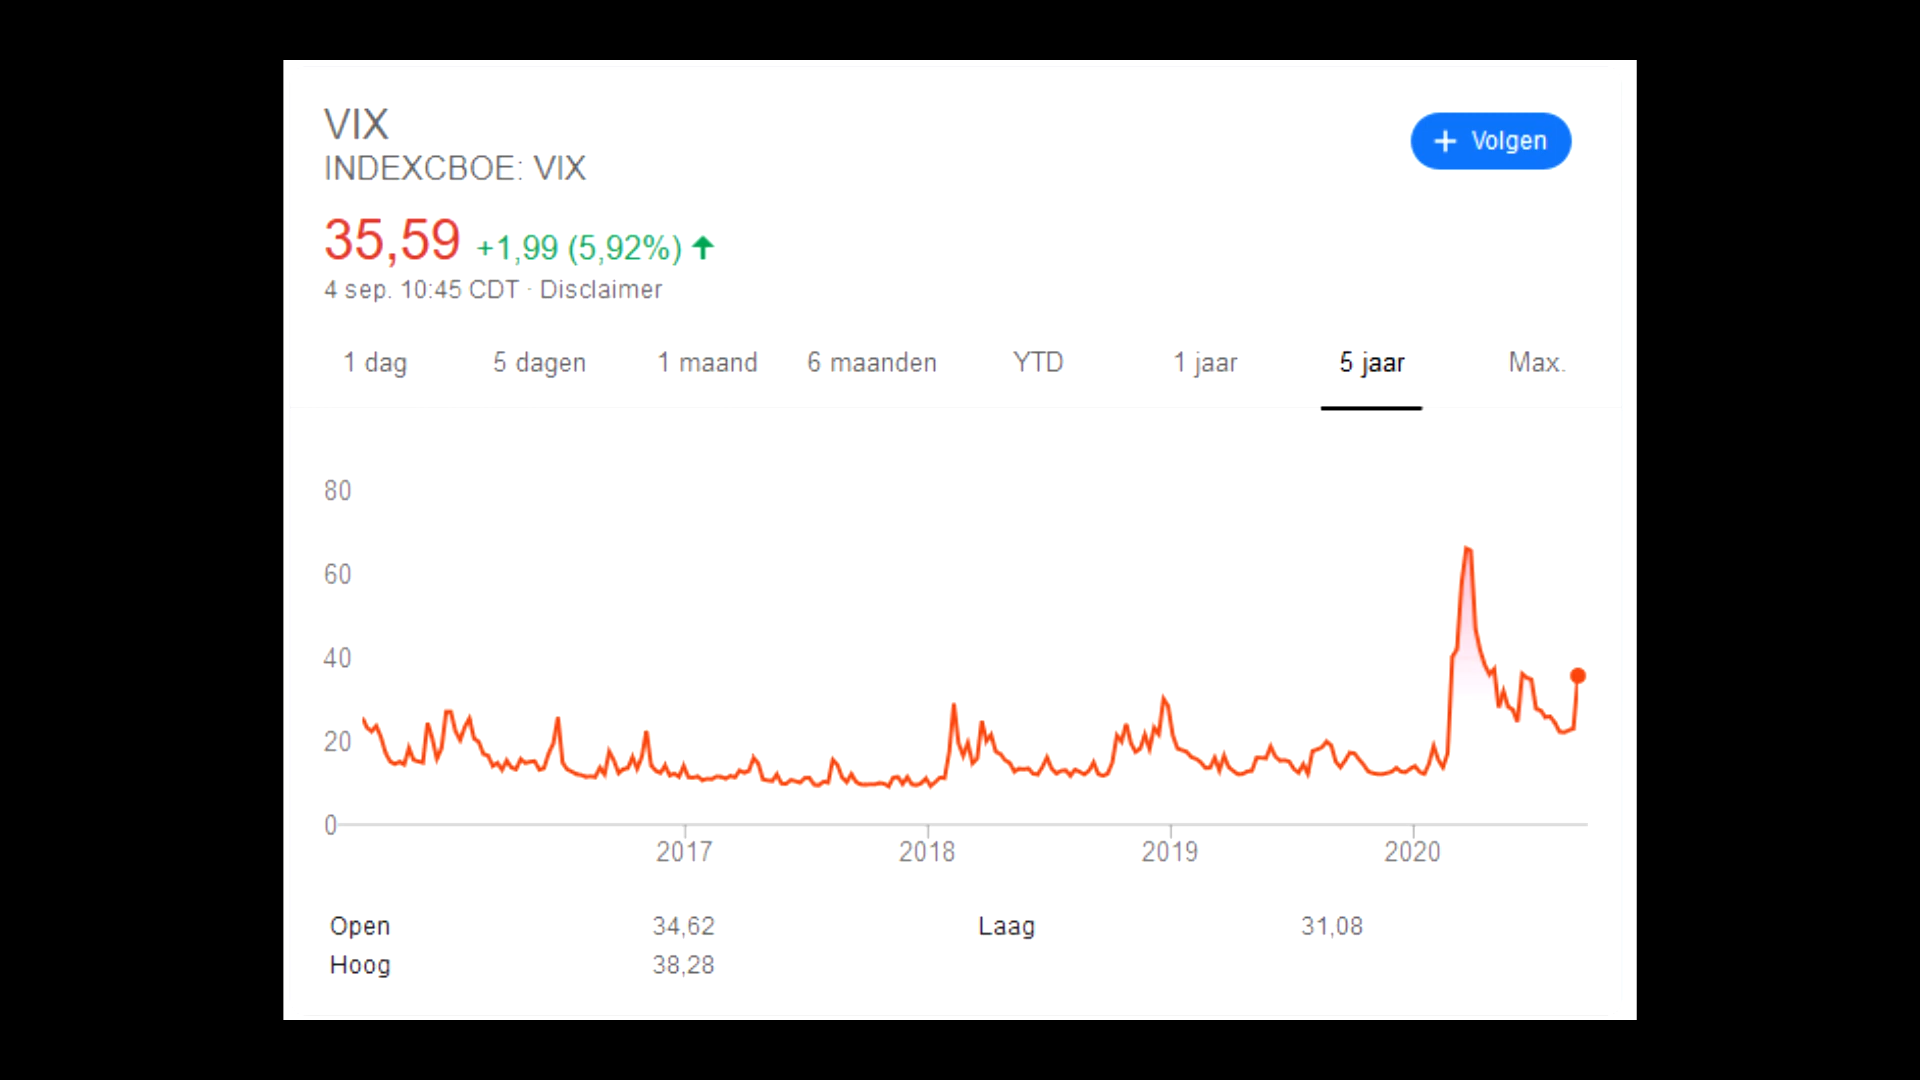 VIX
+ Volgen
INDEXCBOE: VIX
35,59 +1,99 (5,92%)
4 sep. 10:45 CDT · Disclaimer
1 dag 5 dagen 1 maand 6 maanden YTD 1 jaar 5 jaar Max.
80
60
40
20
0
2017 2018 2019 2020
Open 34,62 Laag 31,08
Hoog 38,28